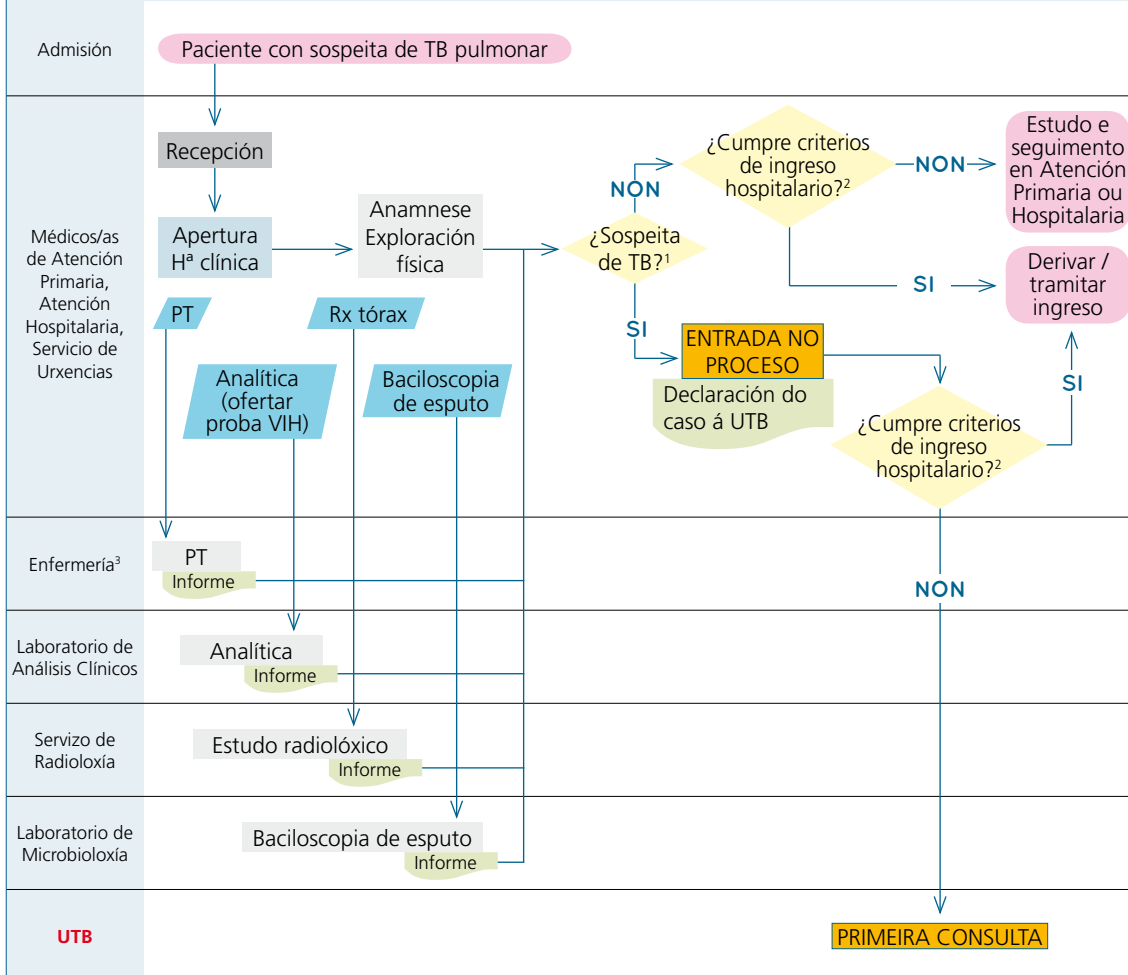 Admisión
Paciente con sospeita de TB pulmonar
Médicos/as
de Atención
Primaria,
Atención
Hospitalaria,
Servicio de
Urxencias
Recepción
Apertura
Hª clínica
Anamnese
Exploración
física
PT
Rx tórax
Analítica
(ofertar
proba VIH)
Baciloscopia
de esputo
¿Sospeita
de TB?¹
NON
¿Cumpre criterios
de ingreso
hospitalario?²
NON
Estudo e
seguimento
en Atención
Primaria ou
Hospitalaria
SI
Derivar /
tramitar
ingreso
SI
ENTRADA NO
PROCESO
Declaración do
caso á UTB
¿Cumpre criterios
de ingreso
hospitalario?²
SI
NON
Enfermería³
PT
Informe
Laboratorio de
Análisis Clínicos
Analítica
Informe
Servizo de
Radioloxía
Estudo radiolóxico
Informe
Laboratorio de
Microbioloxía
Baciloscopia de esputo
Informe
UTB
PRIMEIRA CONSULTA